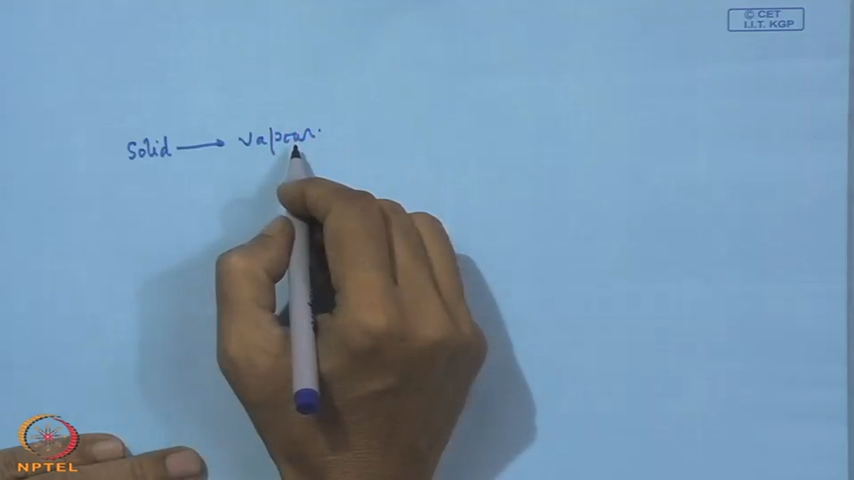 © CET
I.I.T. KGP
Solid → vapour.
NPTEL